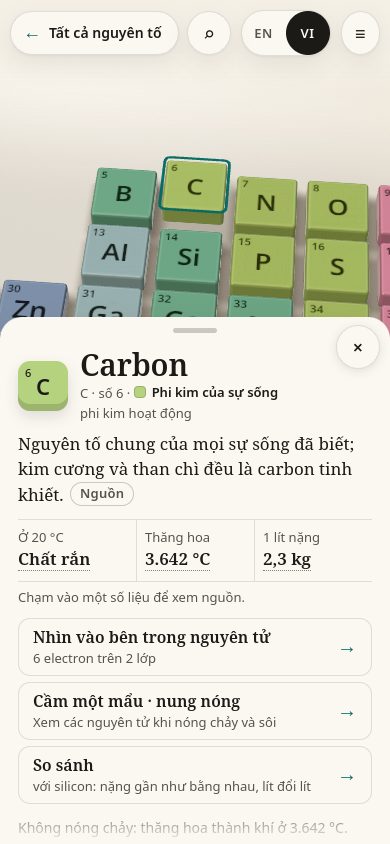 ← Tất cả nguyên tố
EN VI
5 B
6 C
7 N
8 O
9
13 Al
14 Si
15 P
16 S
30 Zn
31 Ga
32
33
34
6 C
Carbon
C · số 6 · Phi kim của sự sống
phi kim hoạt động
Nguyên tố chung của mọi sự sống đã biết;
kim cương và than chì đều là carbon tinh
khiết. Nguồn
Ở 20 °C
Chất rắn
Thăng hoa
3.642 °C
1 lít nặng
2,3 kg
Chạm vào một số liệu để xem nguồn.
Nhìn vào bên trong nguyên tử
6 electron trên 2 lớp
→
Cầm một mẩu · nung nóng
Xem các nguyên tử khi nóng chảy và sôi
→
So sánh
với silicon: nặng gần như bằng nhau, lít đổi lít
→
Không nóng chảy: thăng hoa thành khí ở 3.642 °C.